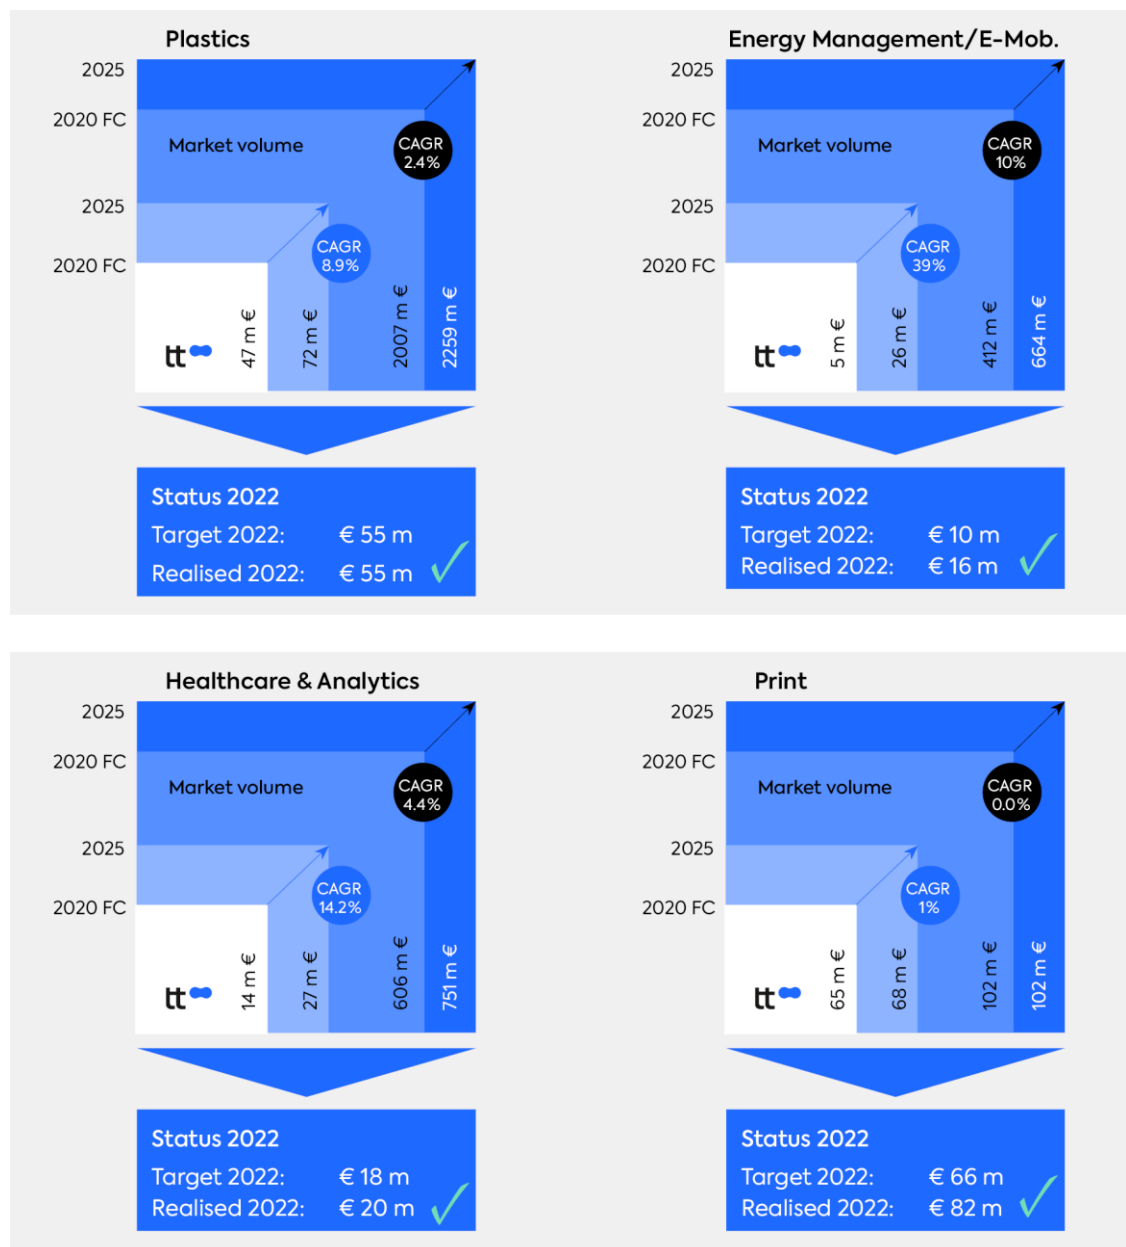 Plastics
2025
2020 FC
Market volume
CAGR
2.4%
2025
CAGR
8.9%
2020 FC
tt
47 m €
72 m €
2007 m €
2259 m €
Status 2022
Target 2022: € 55 m
Realised 2022: € 55 m
Energy Management/E-Mob.
2025
2020 FC
Market volume
CAGR
10%
2025
CAGR
39%
2020 FC
tt
5 m €
26 m €
412 m €
664 m €
Status 2022
Target 2022: € 10 m
Realised 2022: € 16 m
Healthcare & Analytics
2025
2020 FC
Market volume
CAGR
4.4%
2025
CAGR
14.2%
2020 FC
tt
14 m €
27 m €
606 m €
751 m €
Status 2022
Target 2022: € 18 m
Realised 2022: € 20 m
Print
2025
2020 FC
Market volume
CAGR
0.0%
2025
CAGR
1%
2020 FC
tt
65 m €
68 m €
102 m €
102 m €
Status 2022
Target 2022: € 66 m
Realised 2022: € 82 m